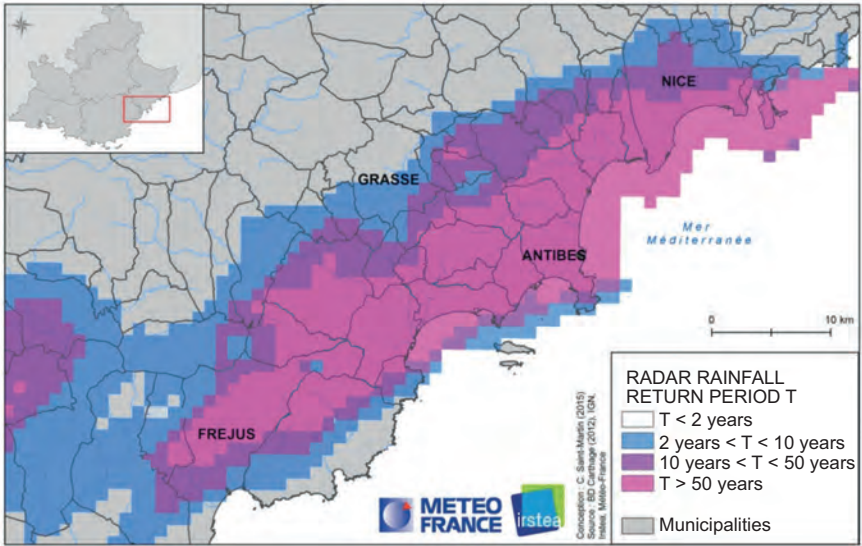 NICE
GRASSE
Mer
Méditerranée
ANTIBES
0 10 km
FREJUS
RADAR RAINFALL
RETURN PERIOD T
T < 2 years
2 years < T < 10 years
10 years < T < 50 years
T > 50 years
Municipalities
METEO
FRANCE
irstea
Conception : C. Saint-Martin (2015)
Source : BD Carthage (2012), IGN,
Irstea, Météo-France